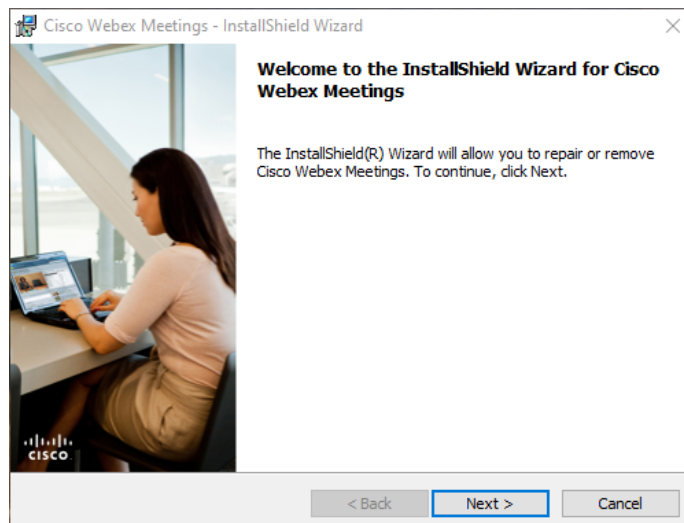 Cisco Webex Meetings - InstallShield Wizard
Welcome to the InstallShield Wizard for Cisco
Webex Meetings
The InstallShield(R) Wizard will allow you to repair or remove
Cisco Webex Meetings. To continue, click Next.
CISCO
< Back
Next >
Cancel